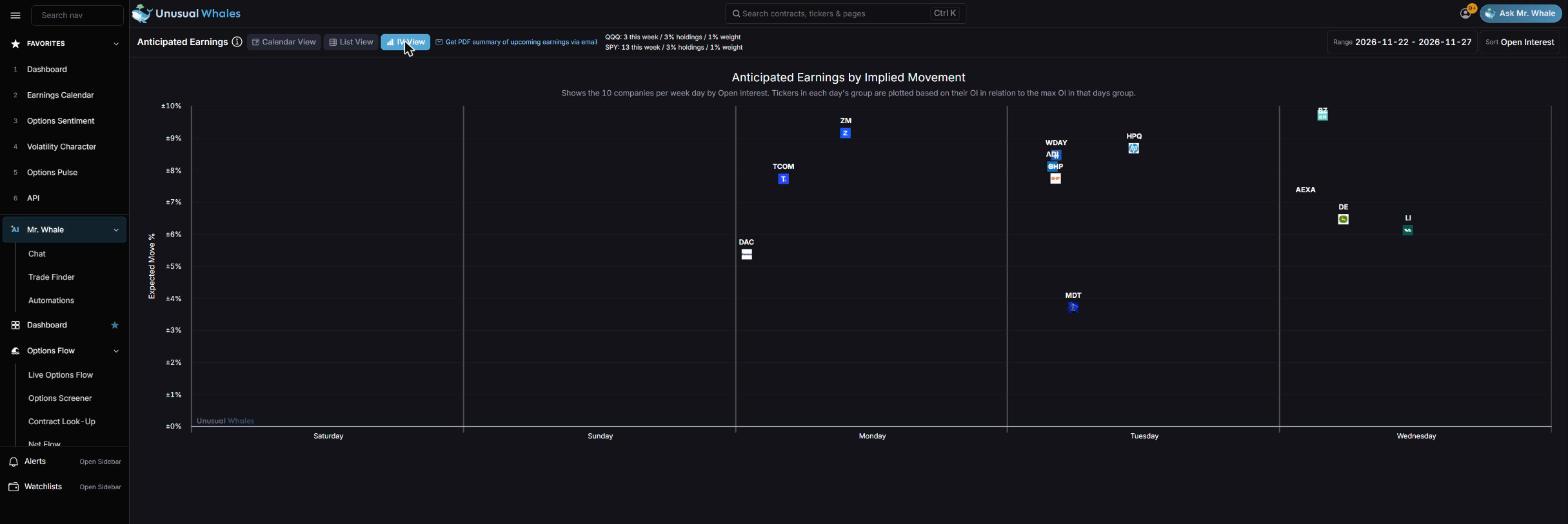 Search nav
Unusual Whales
Search contracts, tickers & pages
Ctrl K
9+
Ask Mr. Whale
FAVORITES
1 Dashboard
2 Earnings Calendar
3 Options Sentiment
4 Volatility Character
5 Options Pulse
6 API
AI Mr. Whale
Chat
Trade Finder
Automations
Dashboard
Options Flow
Live Options Flow
Options Screener
Contract Look-Up
Net Flow
Alerts Open Sidebar
Watchlists Open Sidebar
Anticipated Earnings
Calendar View
List View
IV View
Get PDF summary of upcoming earnings via email
QQQ: 3 this week / 3% holdings / 1% weight
SPY: 13 this week / 3% holdings / 1% weight
Range 2026-11-22 - 2026-11-27
Sort Open Interest
Anticipated Earnings by Implied Movement
Shows the 10 companies per week day by Open Interest. Tickers in each day's group are plotted based on their OI in relation to the max OI in that days group.
Expected Move %
±10%
±9%
±8%
±7%
±6%
±5%
±4%
±3%
±2%
±1%
±0%
DAC
TCOM
ZM
Z
WDAY
ADI
BHP
MDT
HPQ
AEXA
DE
LI
Unusual Whales
Saturday
Sunday
Monday
Tuesday
Wednesday